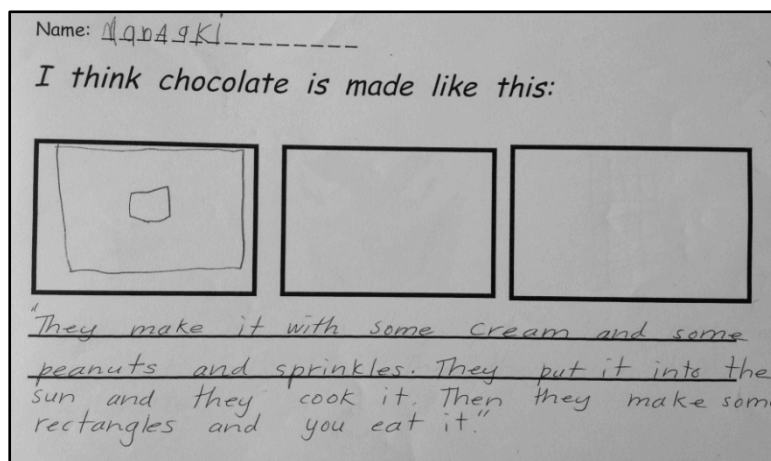 Name: NanAgKi
I think chocolate is made like this:
"They make it with some cream and some
peanuts and sprinkles. They put it into the
sun and they cook it. Then they make some
rectangles and you eat it."